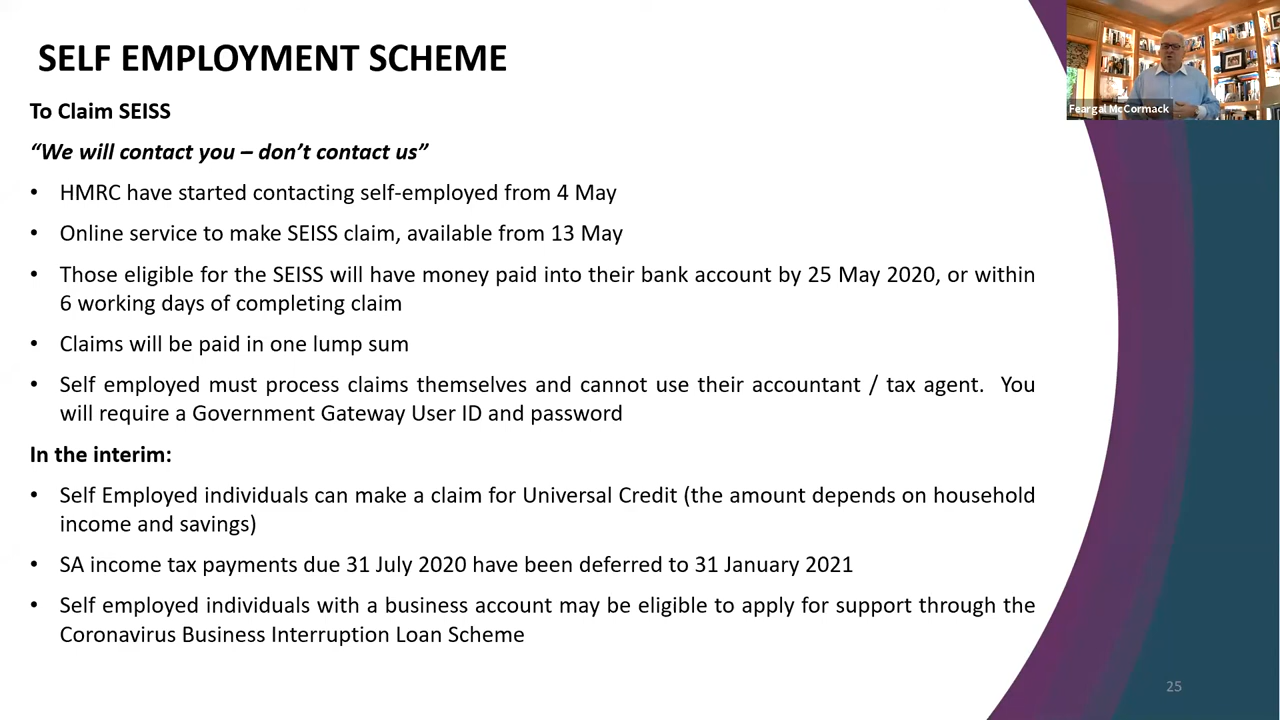 SELF EMPLOYMENT SCHEME
Feargal McCormack
To Claim SEISS
“We will contact you – don’t contact us”
• HMRC have started contacting self-employed from 4 May
• Online service to make SEISS claim, available from 13 May
• Those eligible for the SEISS will have money paid into their bank account by 25 May 2020, or within
6 working days of completing claim
• Claims will be paid in one lump sum
• Self employed must process claims themselves and cannot use their accountant / tax agent. You
will require a Government Gateway User ID and password
In the interim:
• Self Employed individuals can make a claim for Universal Credit (the amount depends on household
income and savings)
• SA income tax payments due 31 July 2020 have been deferred to 31 January 2021
• Self employed individuals with a business account may be eligible to apply for support through the
Coronavirus Business Interruption Loan Scheme
25